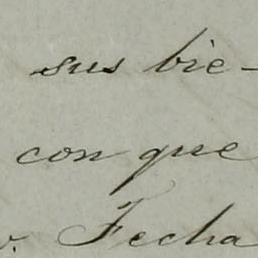 sus bie-
con que
Fecha